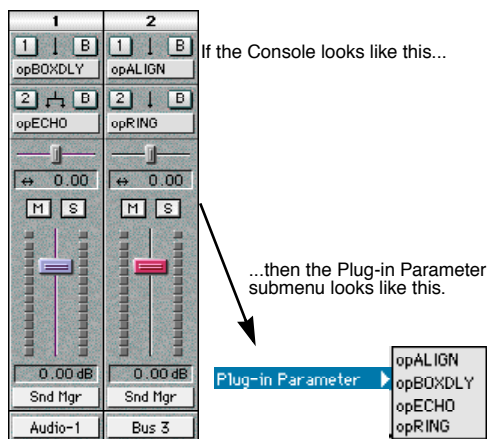 1 2
1 B 1 B
If the Console looks like this...
opBOXDLY opALIGN
2 B 2 B
opECHO opRING
0.00 0.00
M S M S
...then the Plug-in Parameter
submenu looks like this.
0.00 dB 0.00 dB
Snd Mgr Snd Mgr
Audio-1 Bus 3
Plug-in Parameter
opALIGN
opBOXDLY
opECHO
opRING